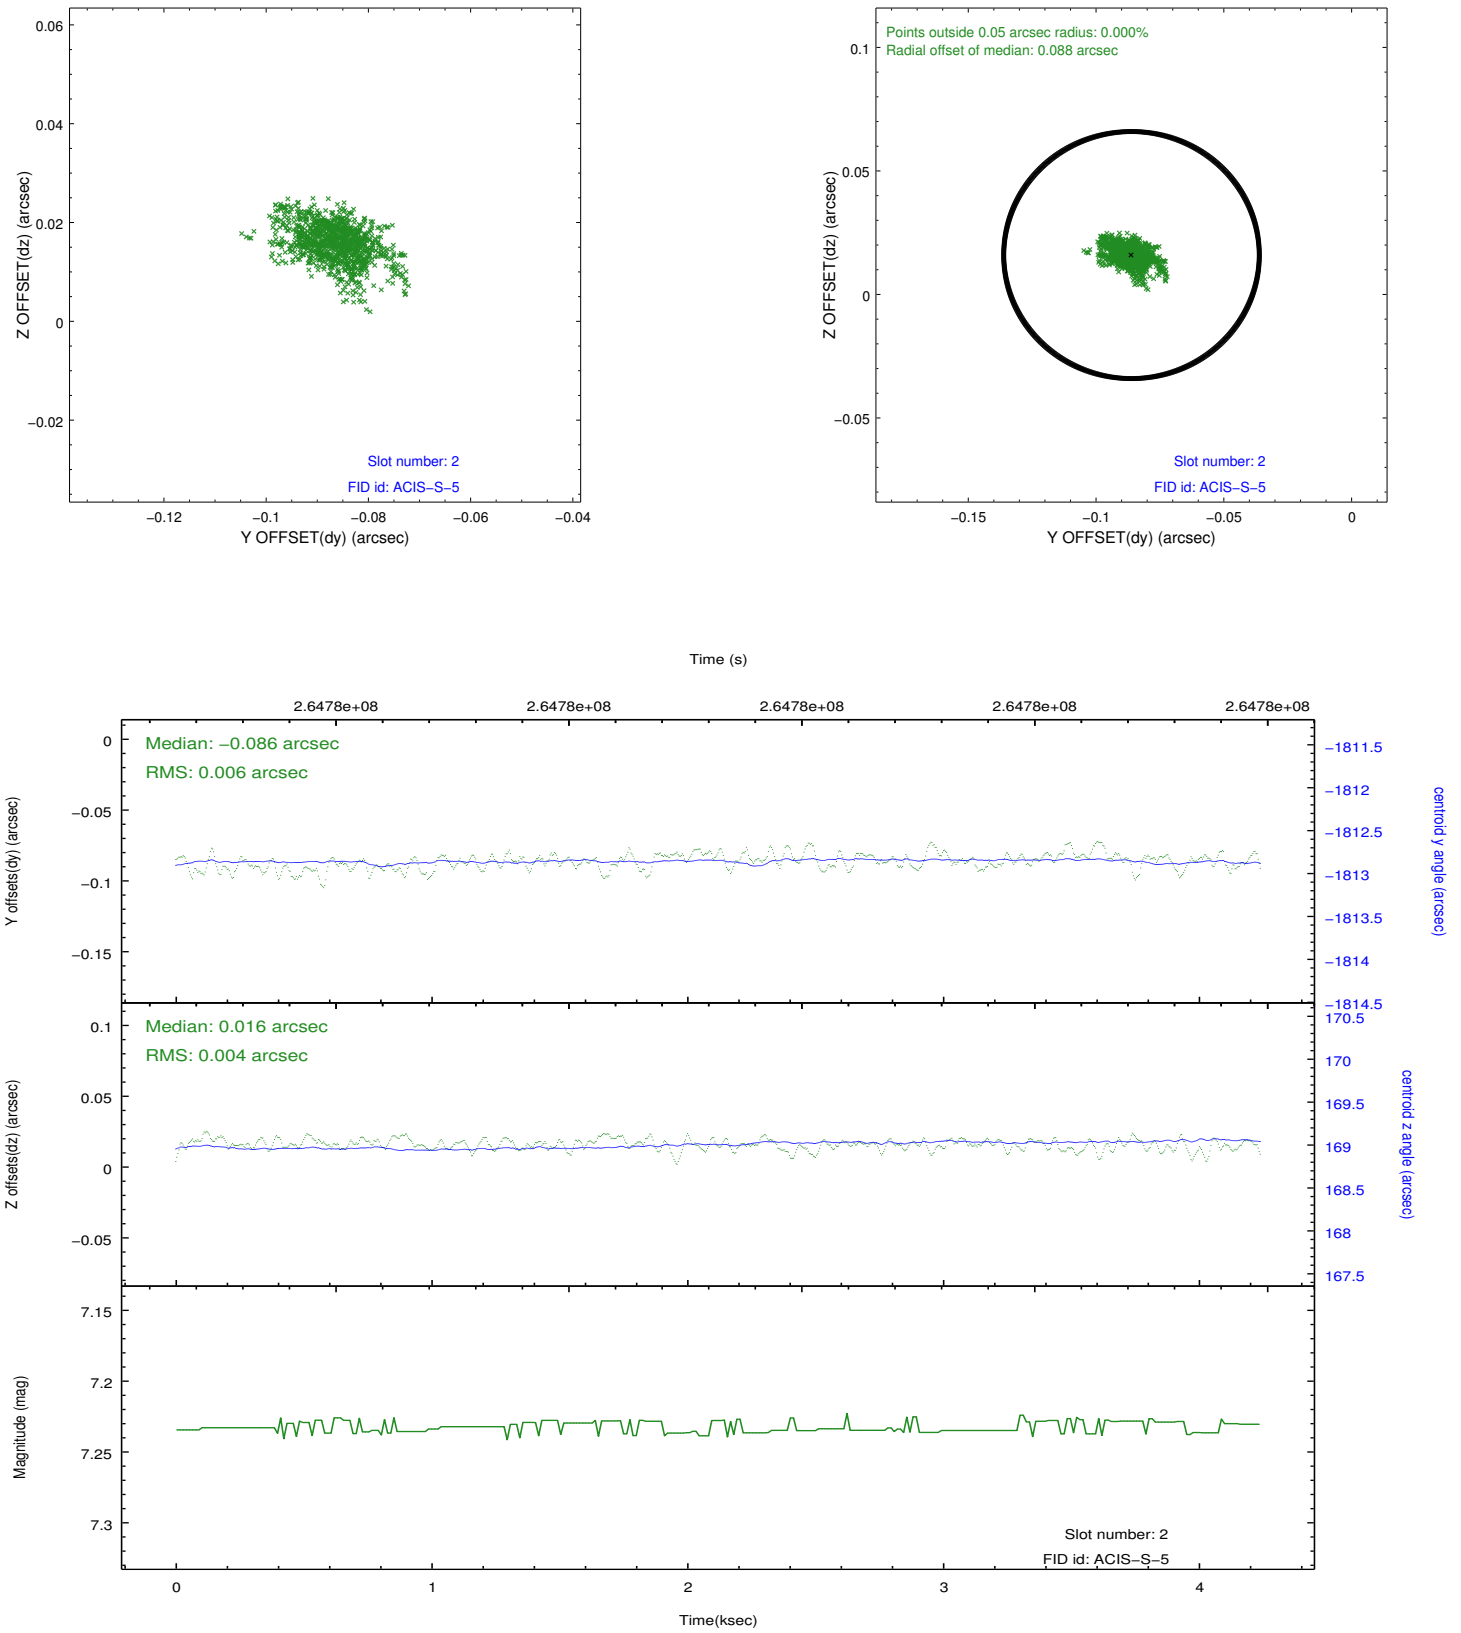 0.06
0.04
0.02
0
−0.02
Z OFFSET(dz) (arcsec)
Slot number: 2
FID id: ACIS−S−5
−0.12
−0.1
−0.08
−0.06
−0.04
Y OFFSET(dy) (arcsec)
Points outside 0.05 arcsec radius: 0.000%
Radial offset of median: 0.088 arcsec
0.1
0.05
0
−0.05
Z OFFSET(dz) (arcsec)
Slot number: 2
FID id: ACIS−S−5
−0.15
−0.1
−0.05
0
Y OFFSET(dy) (arcsec)
Time (s)
2.6478e+08
2.6478e+08
2.6478e+08
2.6478e+08
2.6478e+08
Median: −0.086 arcsec
RMS: 0.006 arcsec
0
−0.05
−0.1
−0.15
Y offsets(dy) (arcsec)
−1811.5
−1812
−1812.5
−1813
−1813.5
−1814
−1814.5
centroid y angle (arcsec)
Median: 0.016 arcsec
RMS: 0.004 arcsec
0.1
0.05
0
−0.05
Z offsets(dz) (arcsec)
170.5
170
169.5
169
168.5
168
167.5
centroid z angle (arcsec)
7.15
7.2
7.25
7.3
Magnitude (mag)
Slot number: 2
FID id: ACIS−S−5
0
1
2
3
4
Time(ksec)